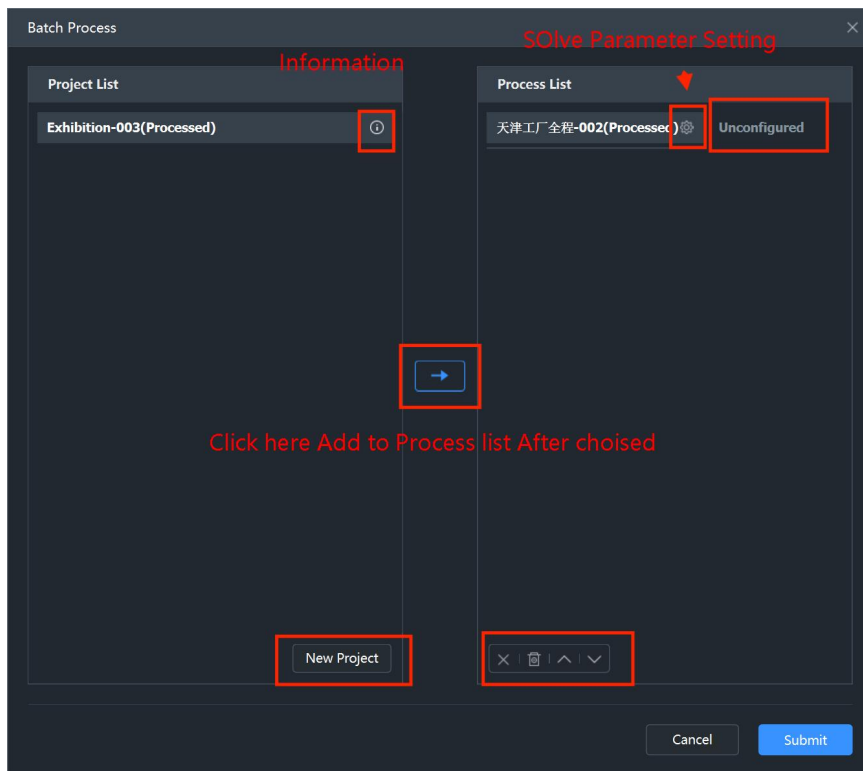 Batch Process
Information
SOlve Parameter Setting
Project List
Process List
Exhibition-003(Processed)
天津工厂全程-002(Processed)
Unconfigured
Click here Add to Process list After choised
New Project
Cancel
Submit